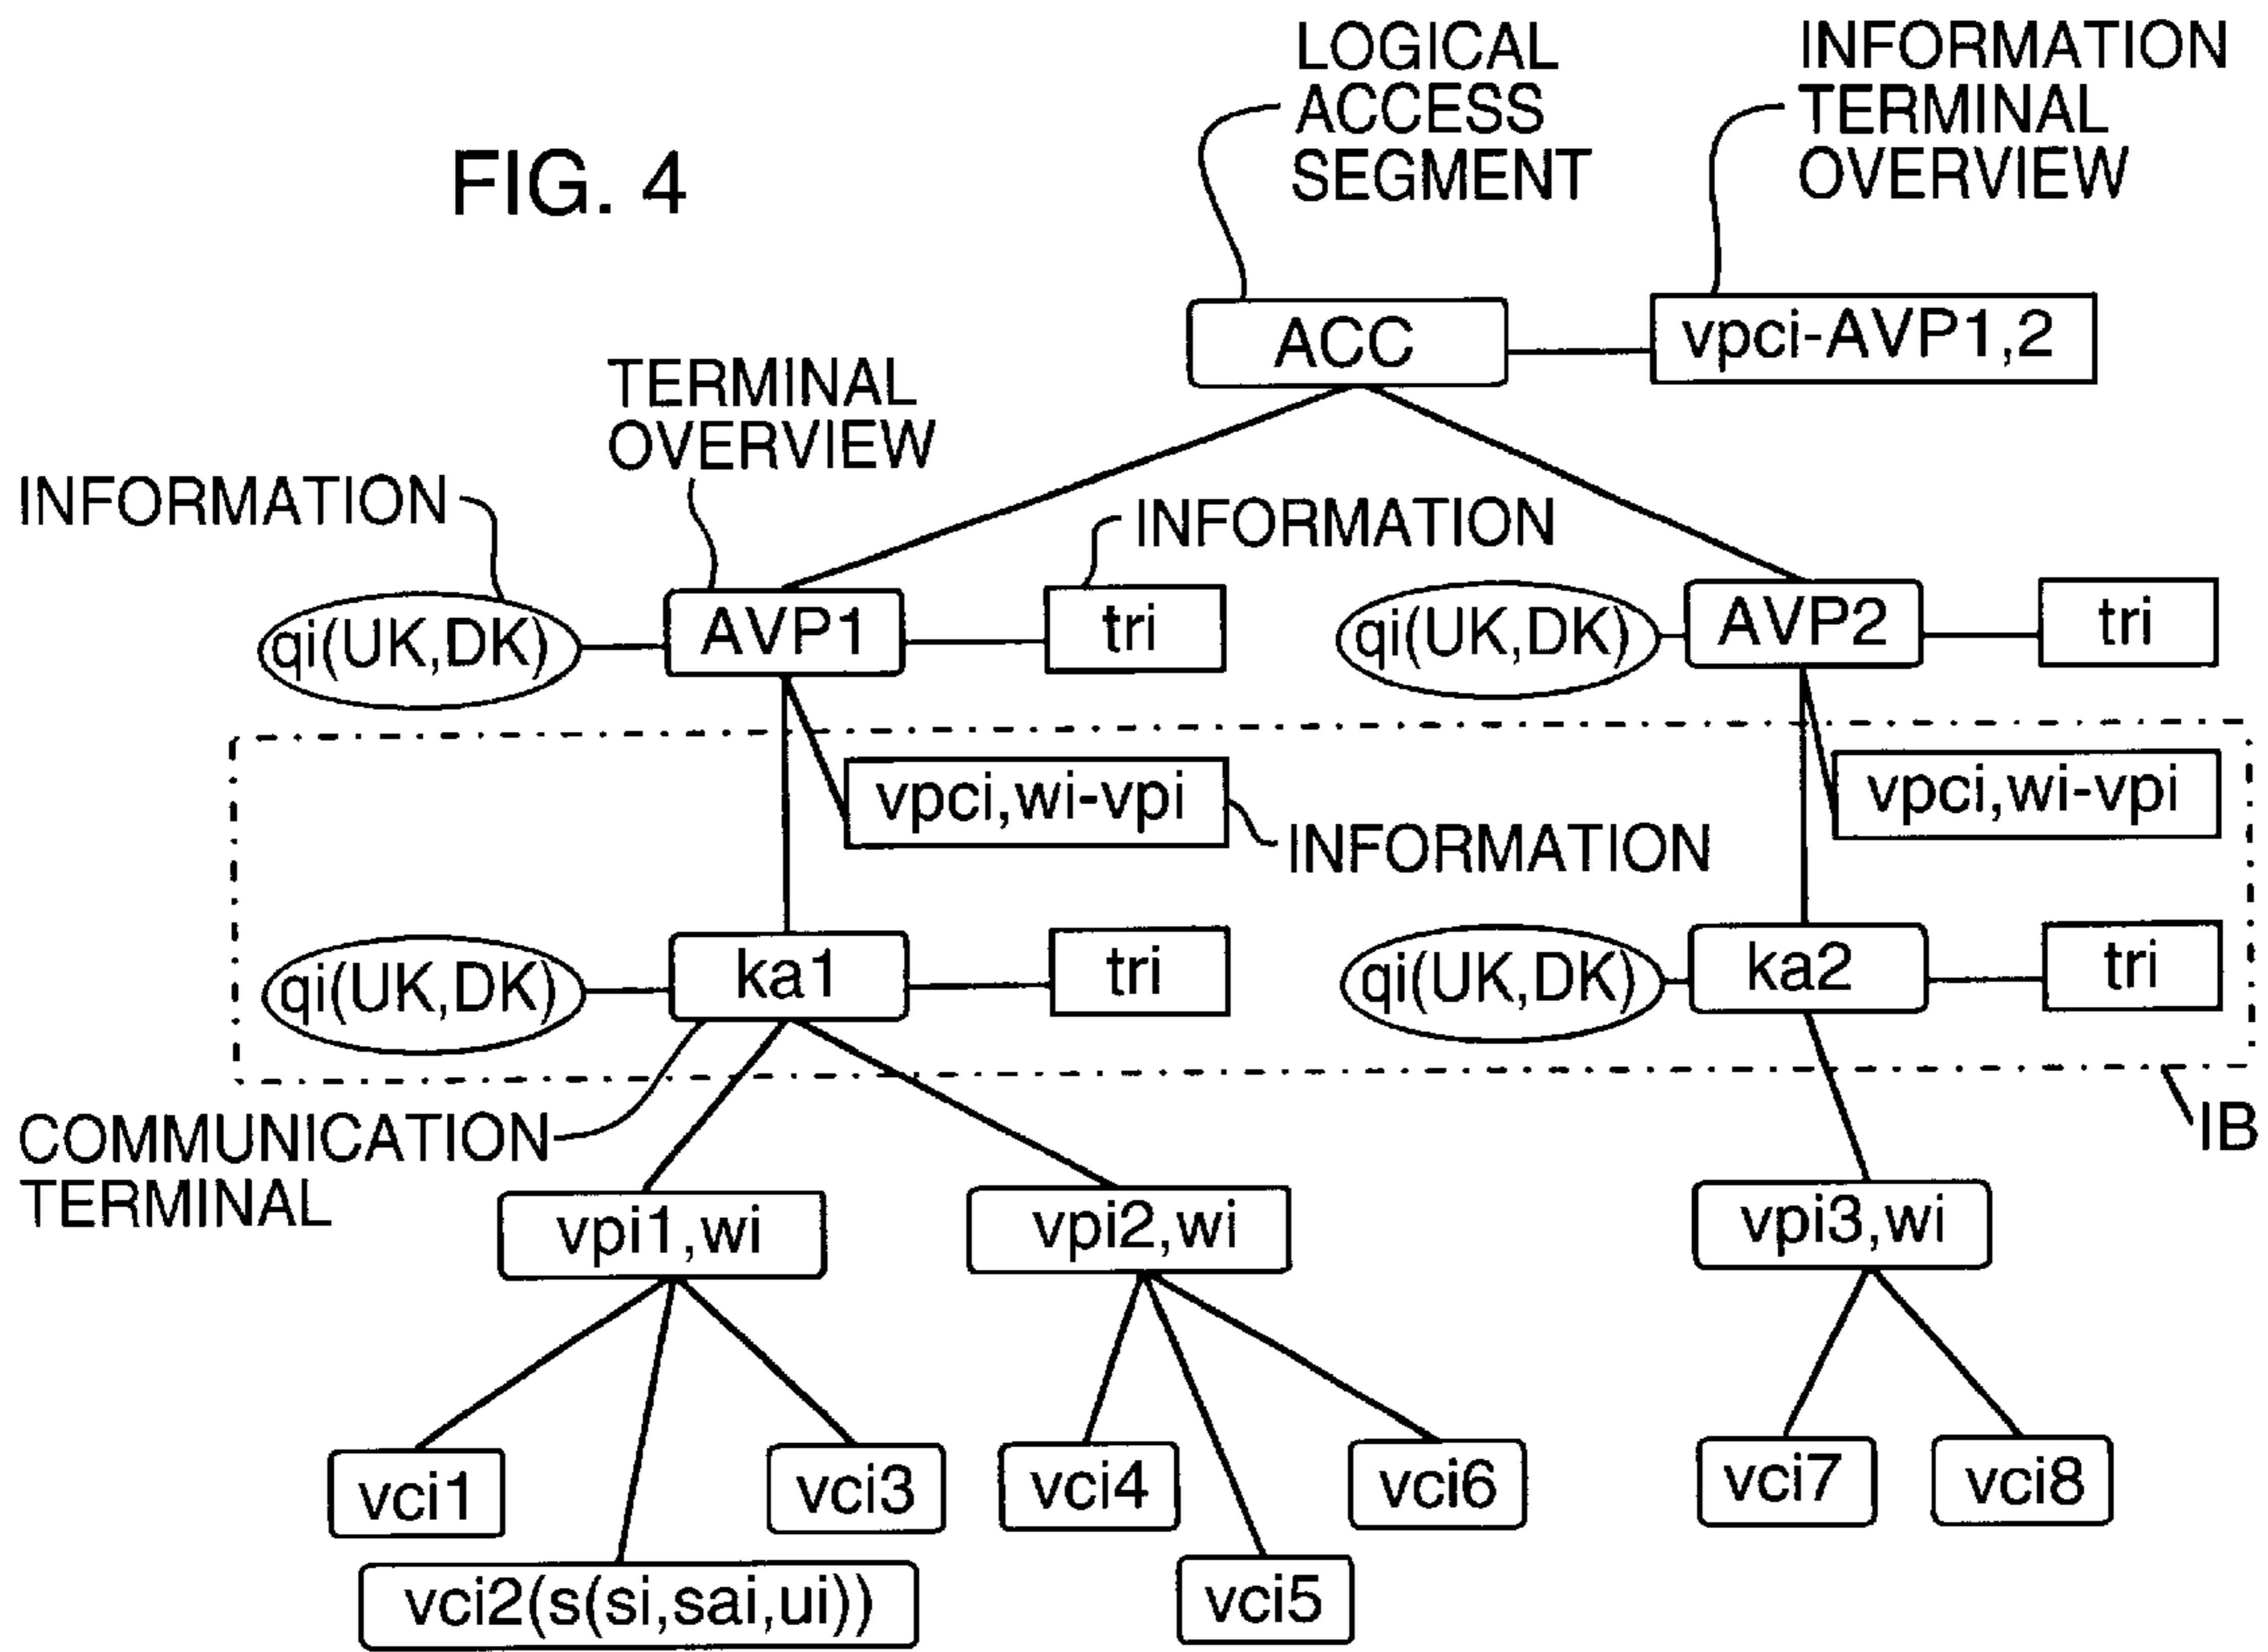 LOGICAL
ACCESS
SEGMENT
INFORMATION
TERMINAL
OVERVIEW
FIG. 4
ACC
vpci-AVP1,2
TERMINAL
OVERVIEW
INFORMATION
INFORMATION
qi(UK,DK)
AVP1
tri
qi(UK,DK)
AVP2
tri
vpci,wi-vpi
vpci,wi-vpi
INFORMATION
qi(UK,DK)
ka1
tri
qi(UK,DK)
ka2
tri
COMMUNICATION
TERMINAL
IB
vpi1,wi
vpi2,wi
vpi3,wi
vci1
vci3
vci4
vci6
vci7
vci8
vci2(s(si,sai,ui))
vci5